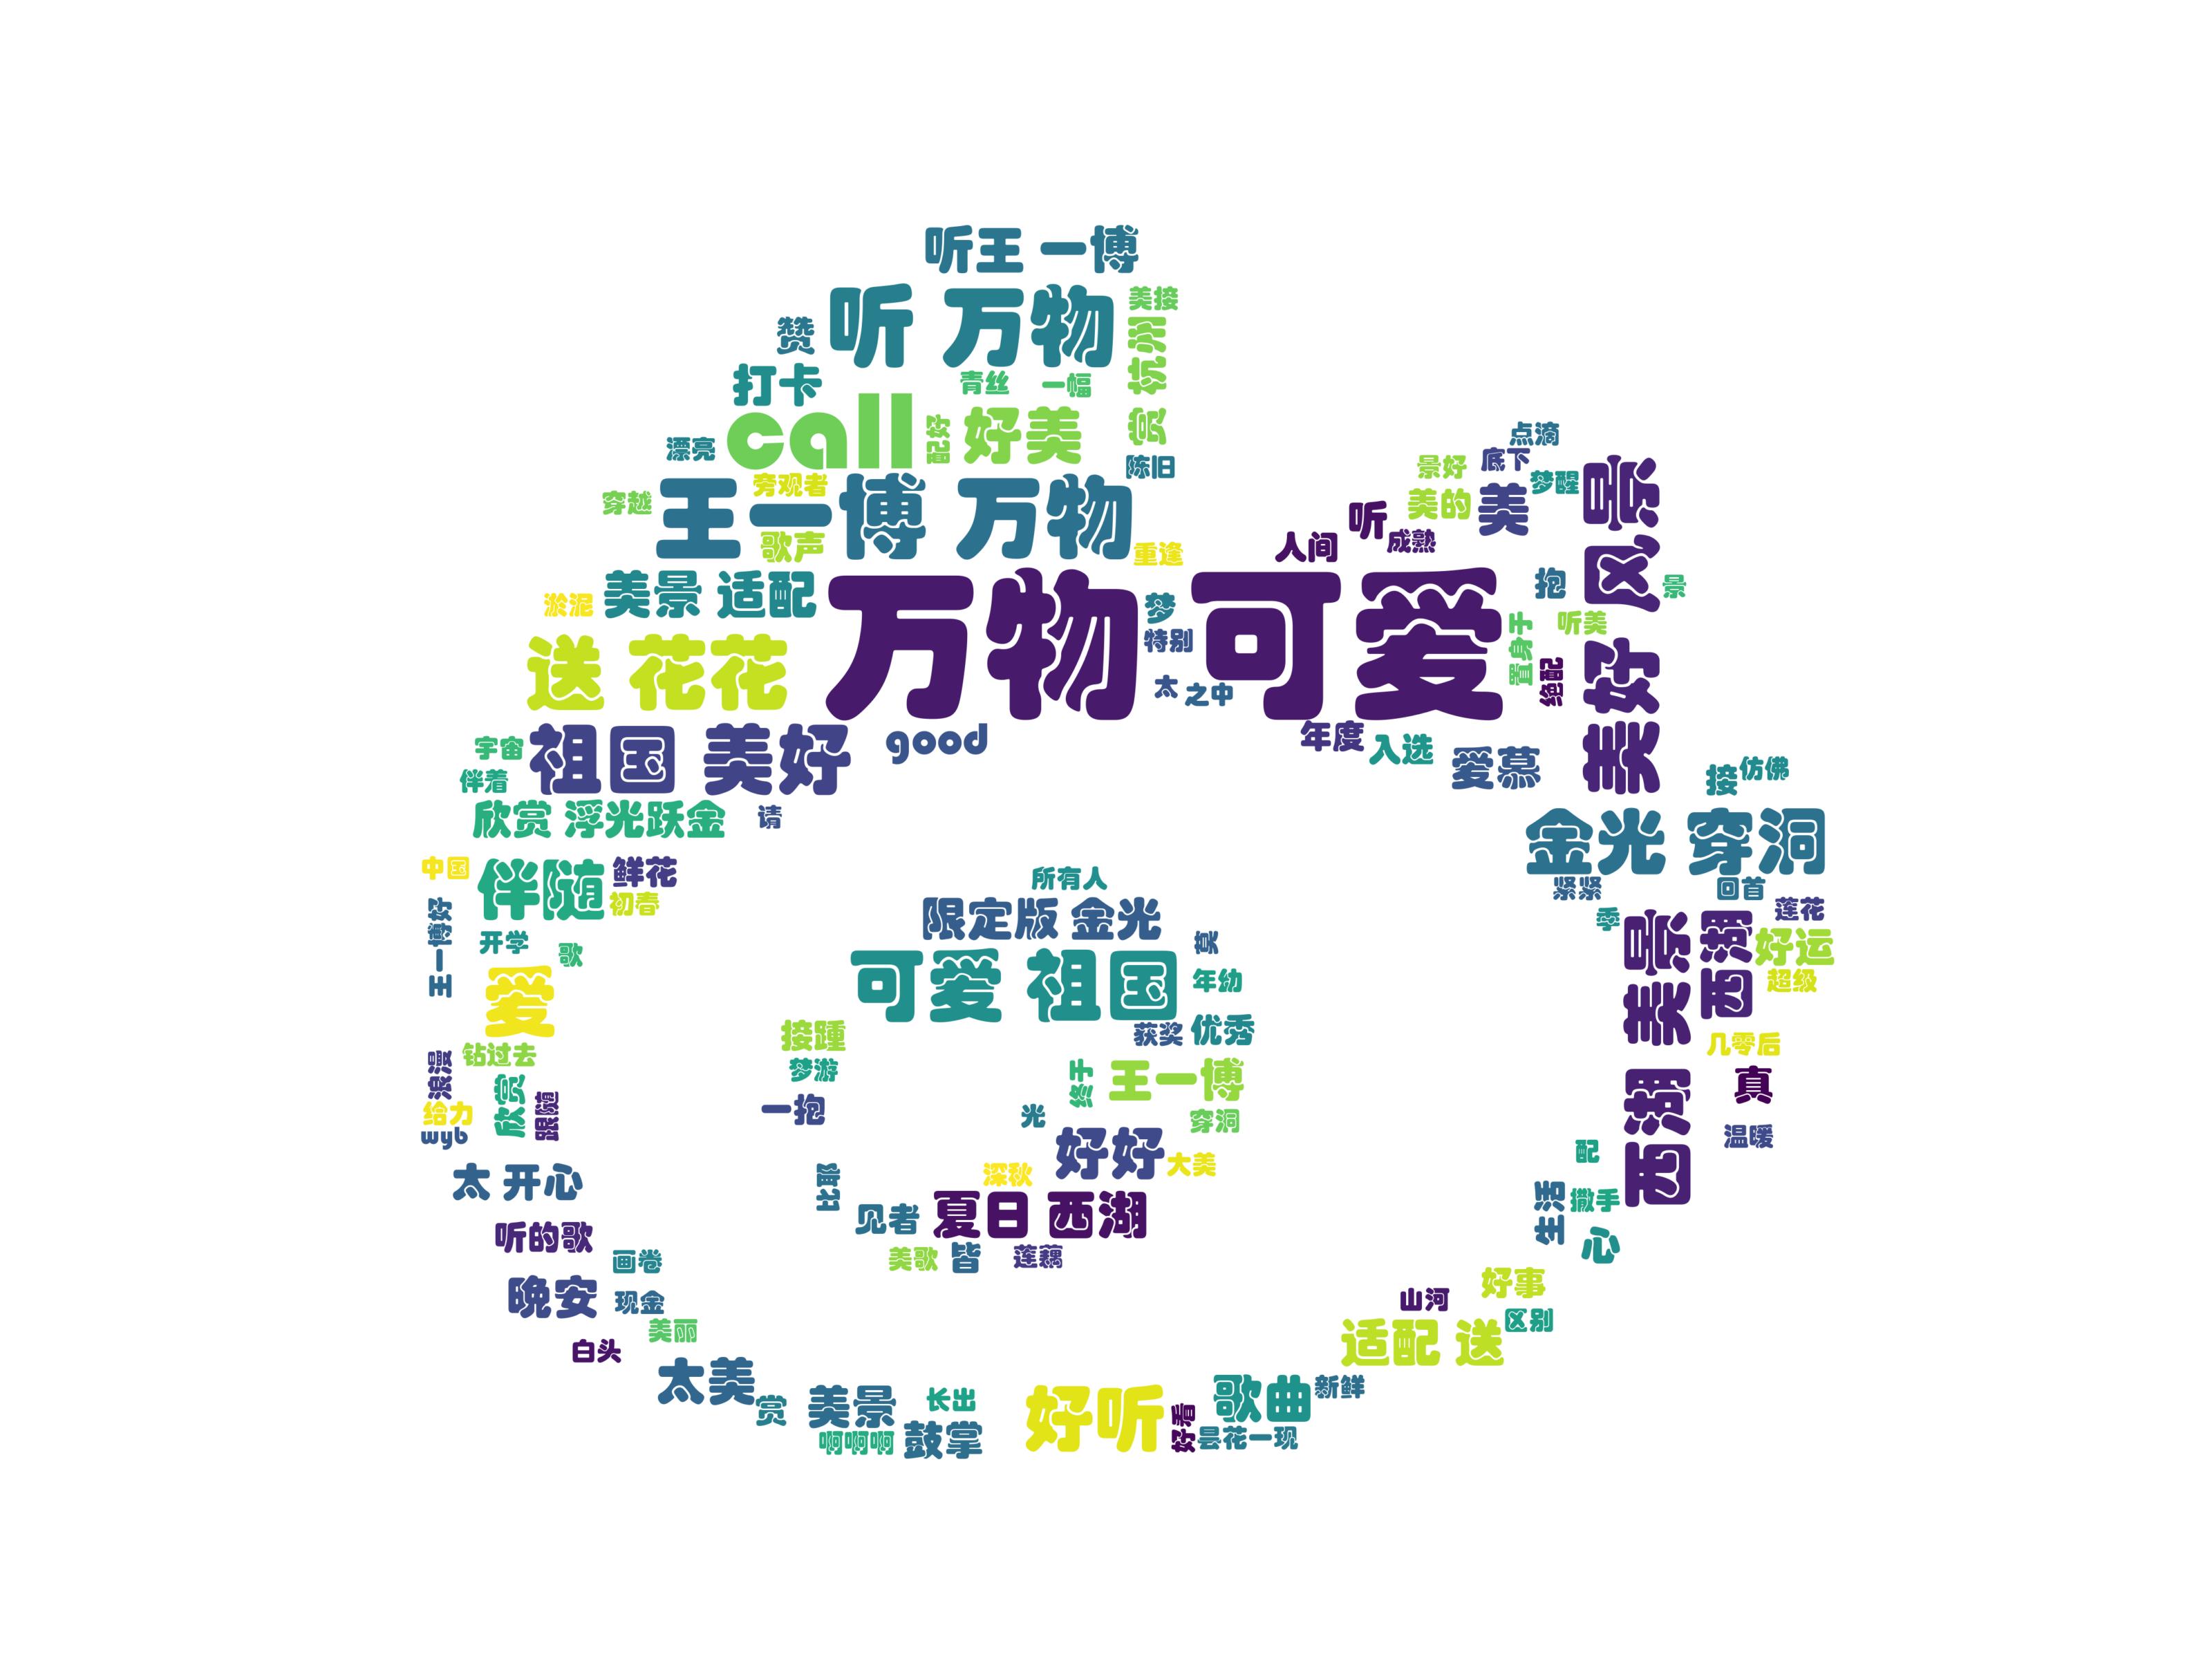 听王 一博
赞 听 万物 美接
杭州
打卡 青丝 一幅
call 配好 好美 赏
漂亮 陈旧
穿越 王一博 万物
旁观者
歌声 重逢
点滴
景好 底下
美的 美 梦醒
听 成熟
人间
美好 风景
淤泥 美景 适配
万物 可爱
梦 特别
太 之中
抱 景
置身于 听美
绝配
送 花花
祖国 美好 good
宇宙
伴着
年度 入选 爱慕
接 仿佛
欣赏 浮光跃金 请
金光 穿洞
紧紧 回首
中国 伴随 鲜花
初春
王一博好 开学 歌
爱
季 美景 西湖 莲花
好运
超级
所有人
限定版 金光
可爱 祖国 莫
年幼
获奖 优秀
接踵
梦游
一抱
终于 王一博
光 穿洞
好好 大美
深秋
比耶
见者 夏日 西湖
美歌 皆 莲藕
浪漫 钻过去
给力 欣赏 跟随
wyb
几零后
真
温暖
西湖
太 开心
听的歌
画卷
晚安 现金
美丽
白头
配
生活 撒手
心
好事
山河
适配 送 区别
太美 赏 美景 长出
啊啊啊 鼓掌
好听 好看 歌曲 新鲜
昙花一现